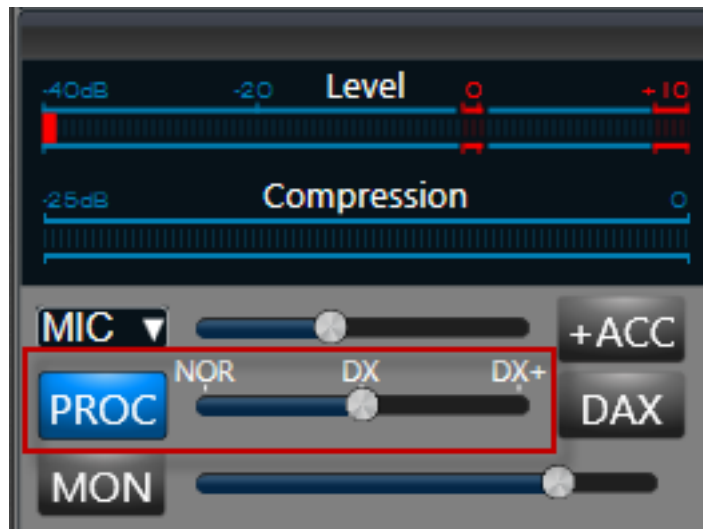 -40dB -20 Level 0 +10
-25dB Compression 0
MIC ▼ +ACC
NOR DX DX+
PROC DAX
MON